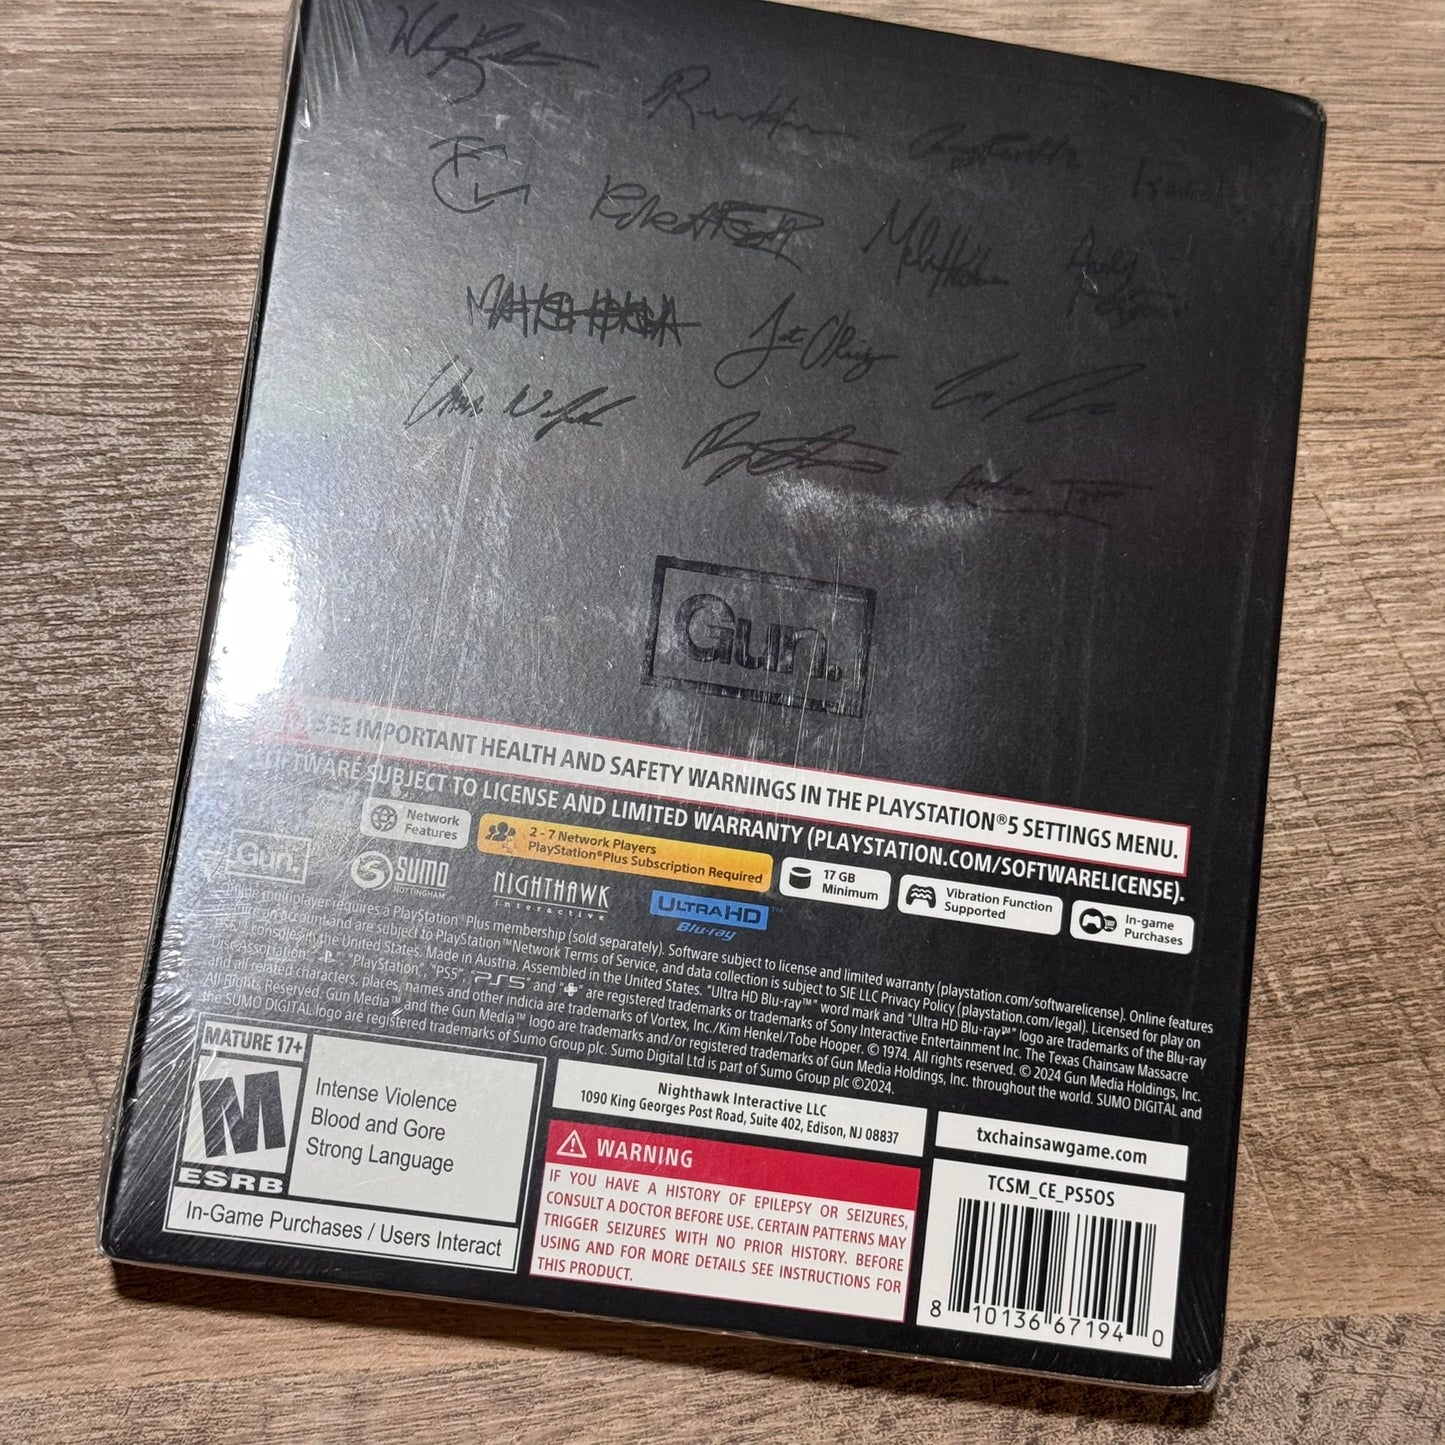 Gun.
SEE IMPORTANT HEALTH AND SAFETY WARNINGS IN THE PLAYSTATION®5 SETTINGS MENU.
SUBJECT TO LICENSE AND LIMITED WARRANTY (PLAYSTATION.COM/SOFTWARELICENSE).
Network
Features
2 - 7 Network Players
PlayStation®Plus Subscription Required
17 GB
Minimum
Vibration Function
Supported
In-game
Purchases
Gun.
SUMO
NOTTINGHAM
NIGHTHAWK
interactive
ULTRA HD™
Blu-ray
Online multiplayer requires a PlayStation®Plus membership (sold separately). Software subject to license and limited warranty (playstation.com/softwarelicense). Online features
require an account and are subject to PlayStation™Network Terms of Service, and data collection is subject to SIE LLC Privacy Policy (playstation.com/legal). Licensed for play on
PS5® consoles in the United States. Made in Austria. Assembled in the United States. "Ultra HD Blu-ray™" word mark and "Ultra HD Blu-ray™" logo are trademarks of the Blu-ray
Disc Association. "PlayStation", "PS5", "PS5" and " " are registered trademarks or trademarks of Sony Interactive Entertainment Inc. The Texas Chainsaw Massacre
and all related characters, places, names and other indicia are trademarks of Vortex, Inc./Kim Henkel/Tobe Hooper. © 1974. All rights reserved. © 2024 Gun Media Holdings, Inc.
All Rights Reserved. Gun Media™ and the Gun Media™ logo are trademarks and/or registered trademarks of Gun Media Holdings, Inc. throughout the world. SUMO DIGITAL and
the SUMO DIGITAL logo are registered trademarks of Sumo Group plc. Sumo Digital Ltd is part of Sumo Group plc ©2024.
MATURE 17+
M
ESRB
Intense Violence
Blood and Gore
Strong Language
In-Game Purchases / Users Interact
Nighthawk Interactive LLC
1090 King Georges Post Road, Suite 402, Edison, NJ 08837
WARNING
IF YOU HAVE A HISTORY OF EPILEPSY OR SEIZURES,
CONSULT A DOCTOR BEFORE USE. CERTAIN PATTERNS MAY
TRIGGER SEIZURES WITH NO PRIOR HISTORY. BEFORE
USING AND FOR MORE DETAILS SEE INSTRUCTIONS FOR
THIS PRODUCT.
txchainsawgame.com
TCSM_CE_PS5OS
8 10136 67194 0